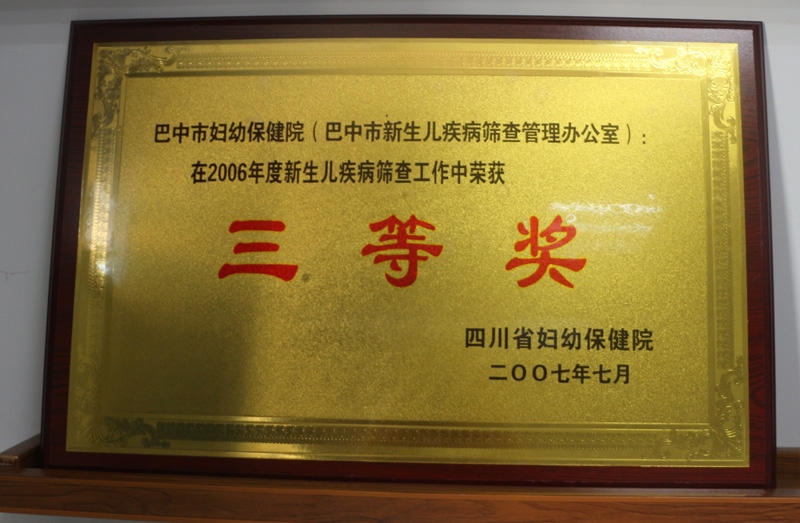 巴中市妇幼保健院（巴中市新生儿疾病筛查管理办公室）:
在2006年度新生儿疾病筛查工作中荣获
三等奖
四川省妇幼保健院
二〇〇七年七月